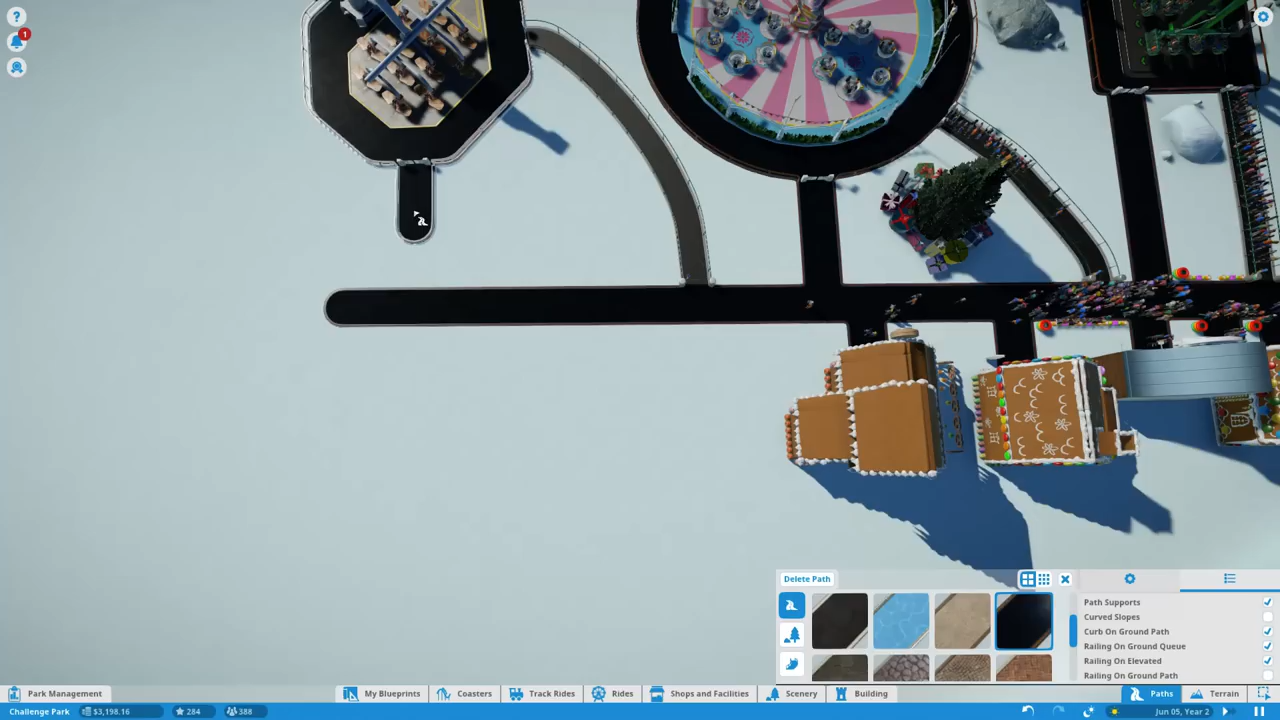 ?
1
Delete Path
Path Supports
Curved Slopes
Curb On Ground Path
Railing On Ground Queue
Railing On Elevated
Railing On Ground Path
Park Management
My Blueprints
Coasters
Track Rides
Rides
Shops and Facilities
Scenery
Building
Paths
Terrain
Challenge Park
$3,198.16
284
388
Jun 05, Year 2